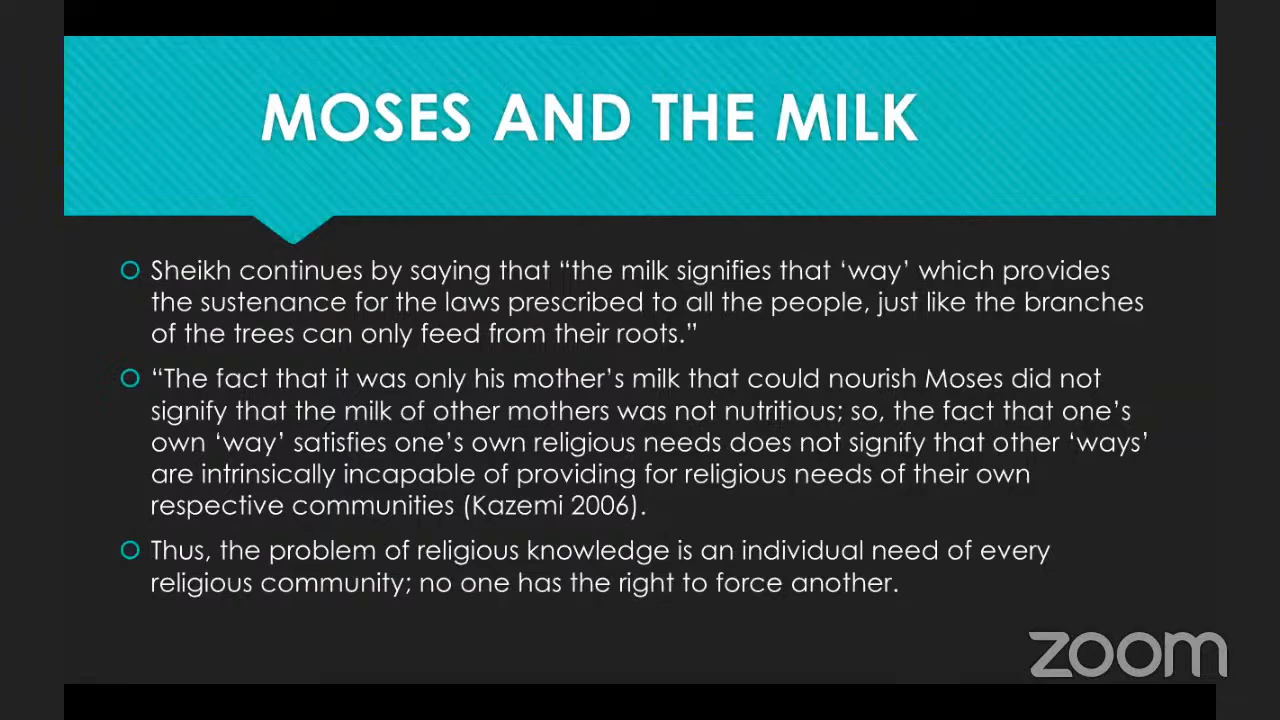 MOSES AND THE MILK
Sheikh continues by saying that “the milk signifies that ‘way’ which provides
the sustenance for the laws prescribed to all the people, just like the branches
of the trees can only feed from their roots.”
“The fact that it was only his mother’s milk that could nourish Moses did not
signify that the milk of other mothers was not nutritious; so, the fact that one’s
own ‘way’ satisfies one’s own religious needs does not signify that other ‘ways’
are intrinsically incapable of providing for religious needs of their own
respective communities (Kazemi 2006).
Thus, the problem of religious knowledge is an individual need of every
religious community; no one has the right to force another.
zoom